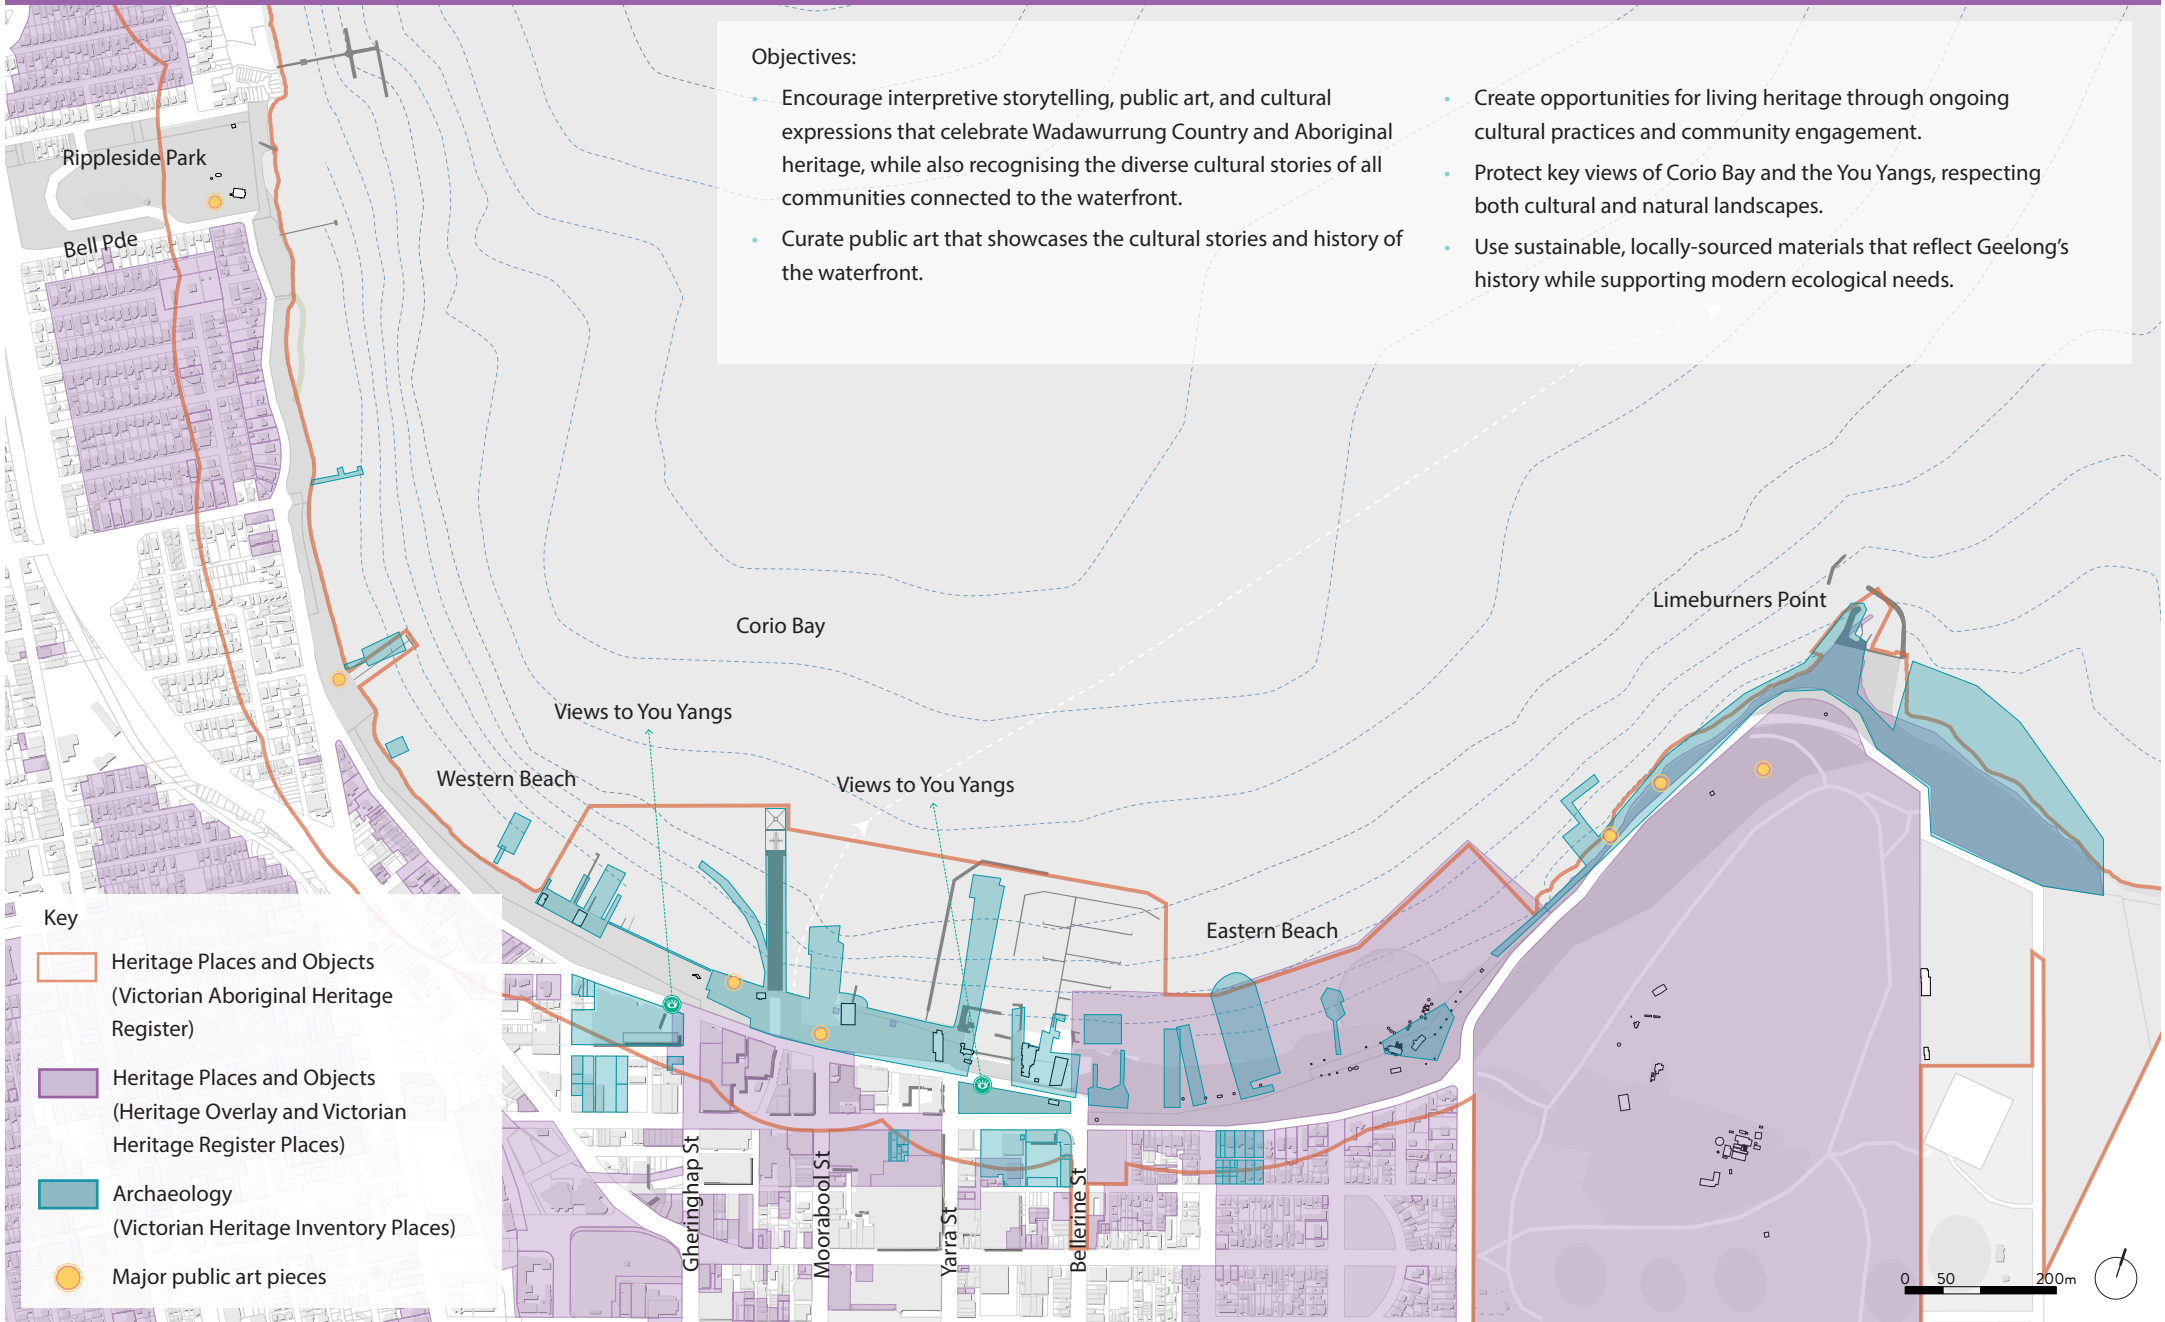 Objectives:
• Encourage interpretive storytelling, public art, and cultural
expressions that celebrate Wadawurrung Country and Aboriginal
heritage, while also recognising the diverse cultural stories of all
communities connected to the waterfront.
• Curate public art that showcases the cultural stories and history of
the waterfront.
• Create opportunities for living heritage through ongoing
cultural practices and community engagement.
• Protect key views of Corio Bay and the You Yangs, respecting
both cultural and natural landscapes.
• Use sustainable, locally-sourced materials that reflect Geelong’s
history while supporting modern ecological needs.
Rippleside Park
Bell Pde
Limeburners Point
Corio Bay
Views to You Yangs
Western Beach
Views to You Yangs
Eastern Beach
Gheringhap St
Moorabool St
Yarra St
Bellerine St
Key
Heritage Places and Objects
(Victorian Aboriginal Heritage
Register)
Heritage Places and Objects
(Heritage Overlay and Victorian
Heritage Register Places)
Archaeology
(Victorian Heritage Inventory Places)
Major public art pieces
0 50 200m